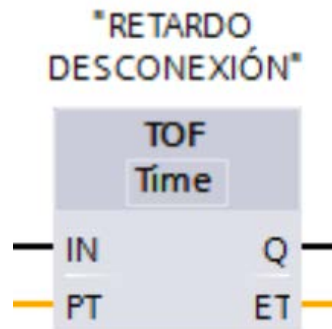 "RETARDO
DESCONEXIÓN"
TOF
Time
IN Q
PT ET